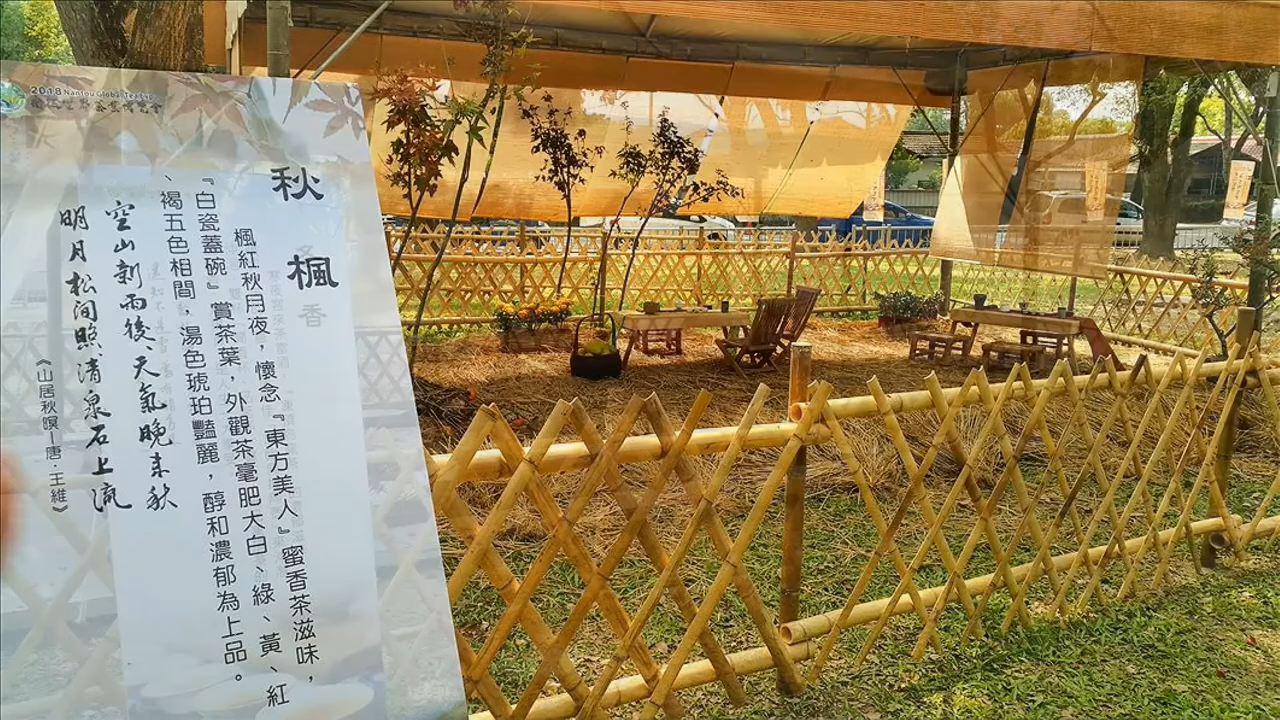 2018 Nantou Global Tea Expo
南投世界茶業博覽會
秋楓
楓紅秋月夜，懷念『東方美人』蜜香茶滋味，
『白瓷蓋碗』賞茶葉，外觀茶毫肥大白、綠、黃、紅
、褐五色相間，湯色琥珀豔麗，醇和濃郁為上品。
空山新雨後、天氣晚來秋
明月松間照、清泉石上流
《山居秋暝—唐．王維》